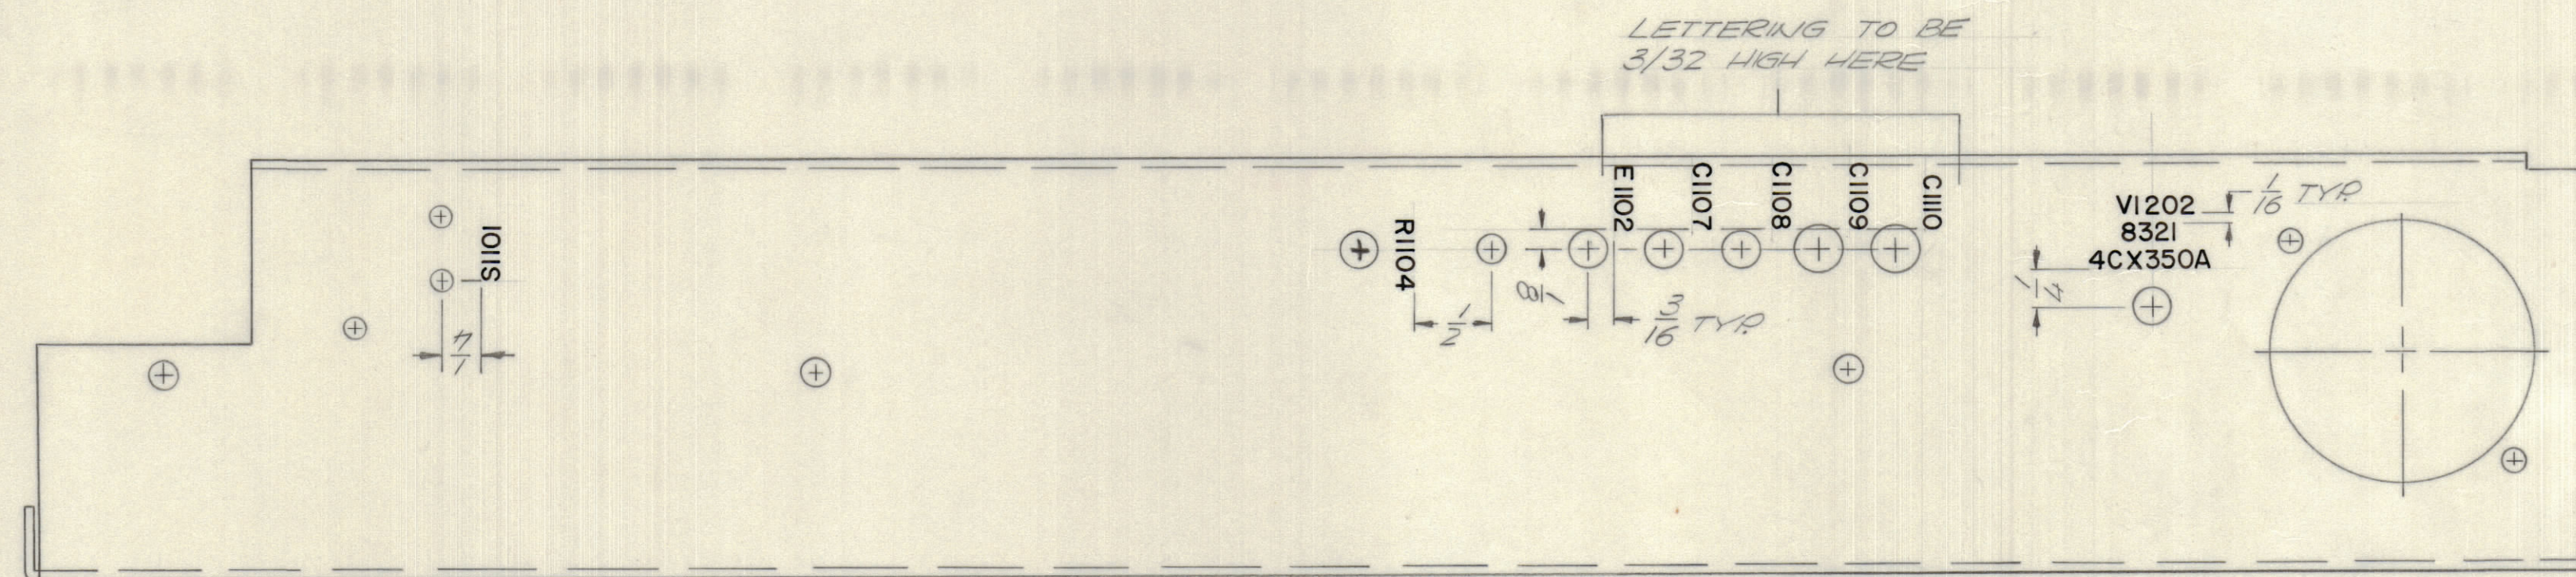 LETTERING TO BE
3/32 HIGH HERE
S1101
1/4
R1104
1/2
1/8
E1102
C1107
C1108
C1109
C1110
3/16 TYP.
V1202
8321
4CX350A
1/16 TYP.
1/4